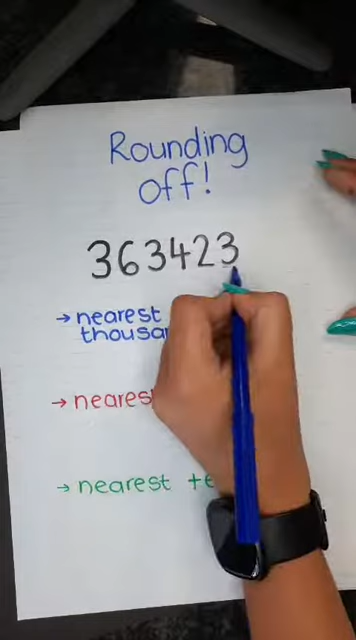 Rounding
off!
363423
→ nearest
→ nearest
→ nearest